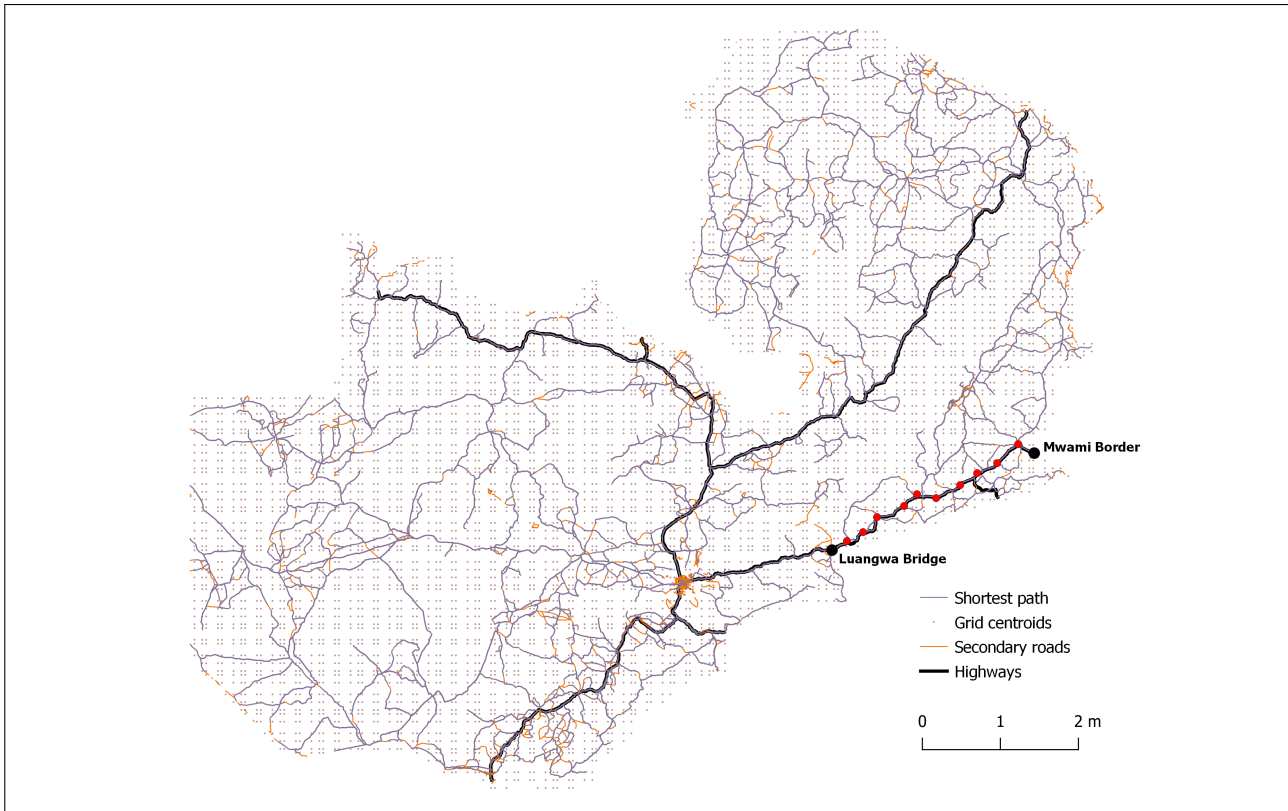 Mwami Border
Luangwa Bridge
Shortest path
Grid centroids
Secondary roads
Highways
0 1 2 m